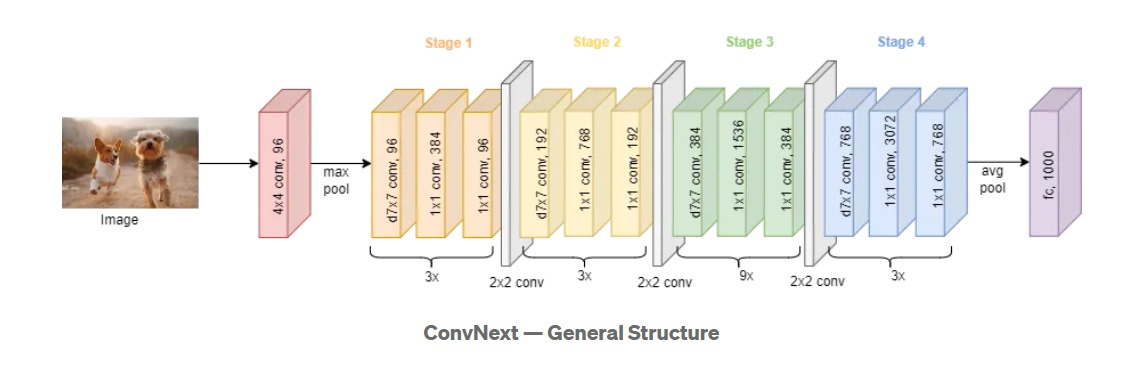 Stage 1
Stage 2
Stage 3
Stage 4
Image
4x4 conv, 96
max
pool
d7x7 conv, 96
1x1 conv, 384
1x1 conv, 96
3x
2x2 conv
d7x7 conv, 192
1x1 conv, 768
1x1 conv, 192
3x
2x2 conv
d7x7 conv, 384
1x1 conv, 1536
1x1 conv, 384
9x
2x2 conv
d7x7 conv, 768
1x1 conv, 3072
1x1 conv, 768
3x
avg
pool
fc, 1000
ConvNext — General Structure